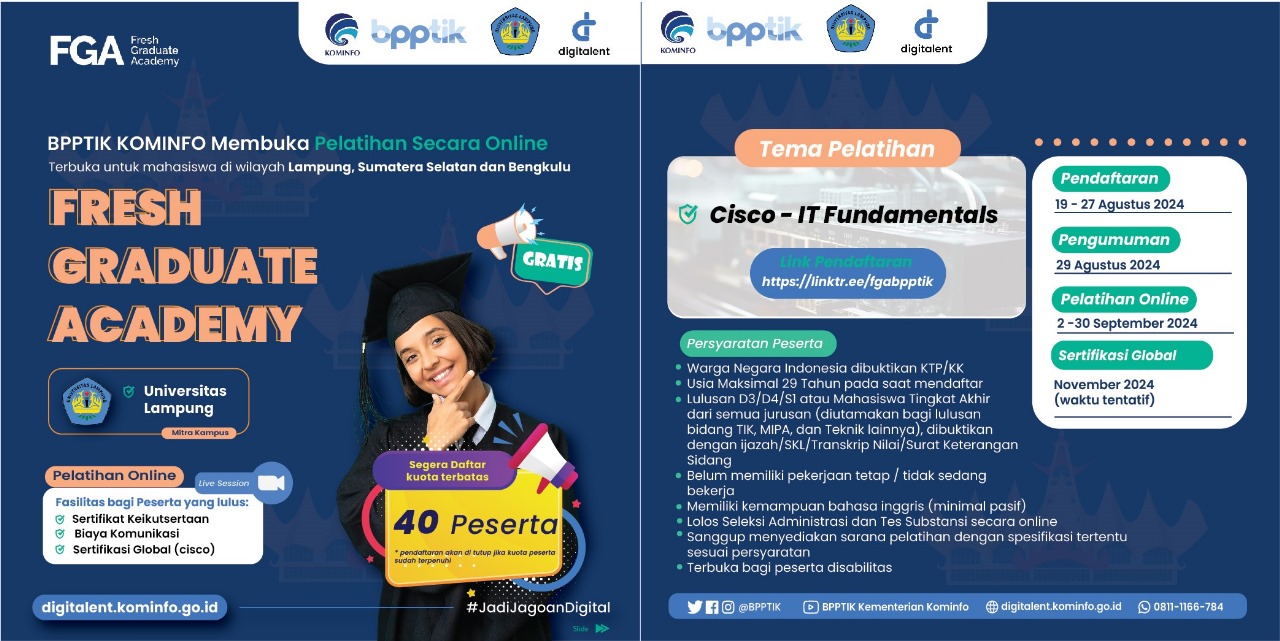 FGA Fresh
Graduate
Academy
KOMINFO
bpptik
UNIVERSITAS LAMPUNG
digitalent
BPPTIK KOMINFO Membuka Pelatihan Secara Online
Terbuka untuk mahasiswa di wilayah Lampung, Sumatera Selatan dan Bengkulu
FRESH
GRADUATE
ACADEMY
GRATIS
UNIVERSITAS LAMPUNG
Universitas
Lampung
Mitra Kampus
Pelatihan Online
Live Session
Fasilitas bagi Peserta yang lulus:
Sertifikat Keikutsertaan
Biaya Komunikasi
Sertifikasi Global (cisco)
Segera Daftar
kuota terbatas
40 Peserta
* pendaftaran akan di tutup jika kuota peserta
sudah terpenuhi
digitalent.kominfo.go.id
#JadiJagoanDigital
Slide
KOMINFO
bpptik
UNIVERSITAS LAMPUNG
digitalent
Tema Pelatihan
Cisco - IT Fundamentals
Link Pendaftaran
https://linktr.ee/fgabpptik
Pendaftaran
19 - 27 Agustus 2024
Pengumuman
29 Agustus 2024
Pelatihan Online
2 -30 September 2024
Sertifikasi Global
November 2024
(waktu tentatif)
Persyaratan Peserta
Warga Negara Indonesia dibuktikan KTP/KK
Usia Maksimal 29 Tahun pada saat mendaftar
Lulusan D3/D4/S1 atau Mahasiswa Tingkat Akhir
dari semua jurusan (diutamakan bagi lulusan
bidang TIK, MIPA, dan Teknik lainnya), dibuktikan
dengan ijazah/SKL/Transkrip Nilai/Surat Keterangan
Sidang
Belum memiliki pekerjaan tetap / tidak sedang
bekerja
Memiliki kemampuan bahasa inggris (minimal pasif)
Lolos Seleksi Administrasi dan Tes Substansi secara online
Sanggup menyediakan sarana pelatihan dengan spesifikasi tertentu
sesuai persyaratan
Terbuka bagi peserta disabilitas
@BPPTIK
BPPTIK Kementerian Kominfo
digitalent.kominfo.go.id
0811-1166-784